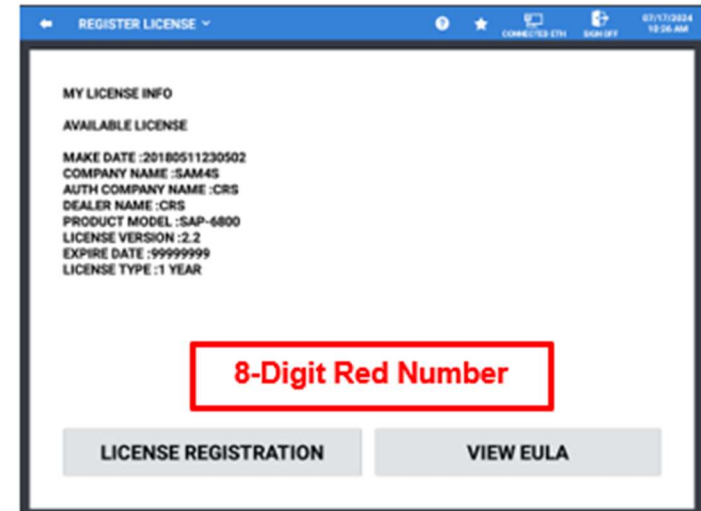 REGISTER LICENSE
CONNECTED ETH
SIGN OFF
07/17/2024
10:26 AM
MY LICENSE INFO
AVAILABLE LICENSE
MAKE DATE :20180511230502
COMPANY NAME :SAM4S
AUTH COMPANY NAME :CRS
DEALER NAME :CRS
PRODUCT MODEL :SAP-6800
LICENSE VERSION :2.2
EXPIRE DATE :99999999
LICENSE TYPE :1 YEAR
8-Digit Red Number
LICENSE REGISTRATION
VIEW EULA